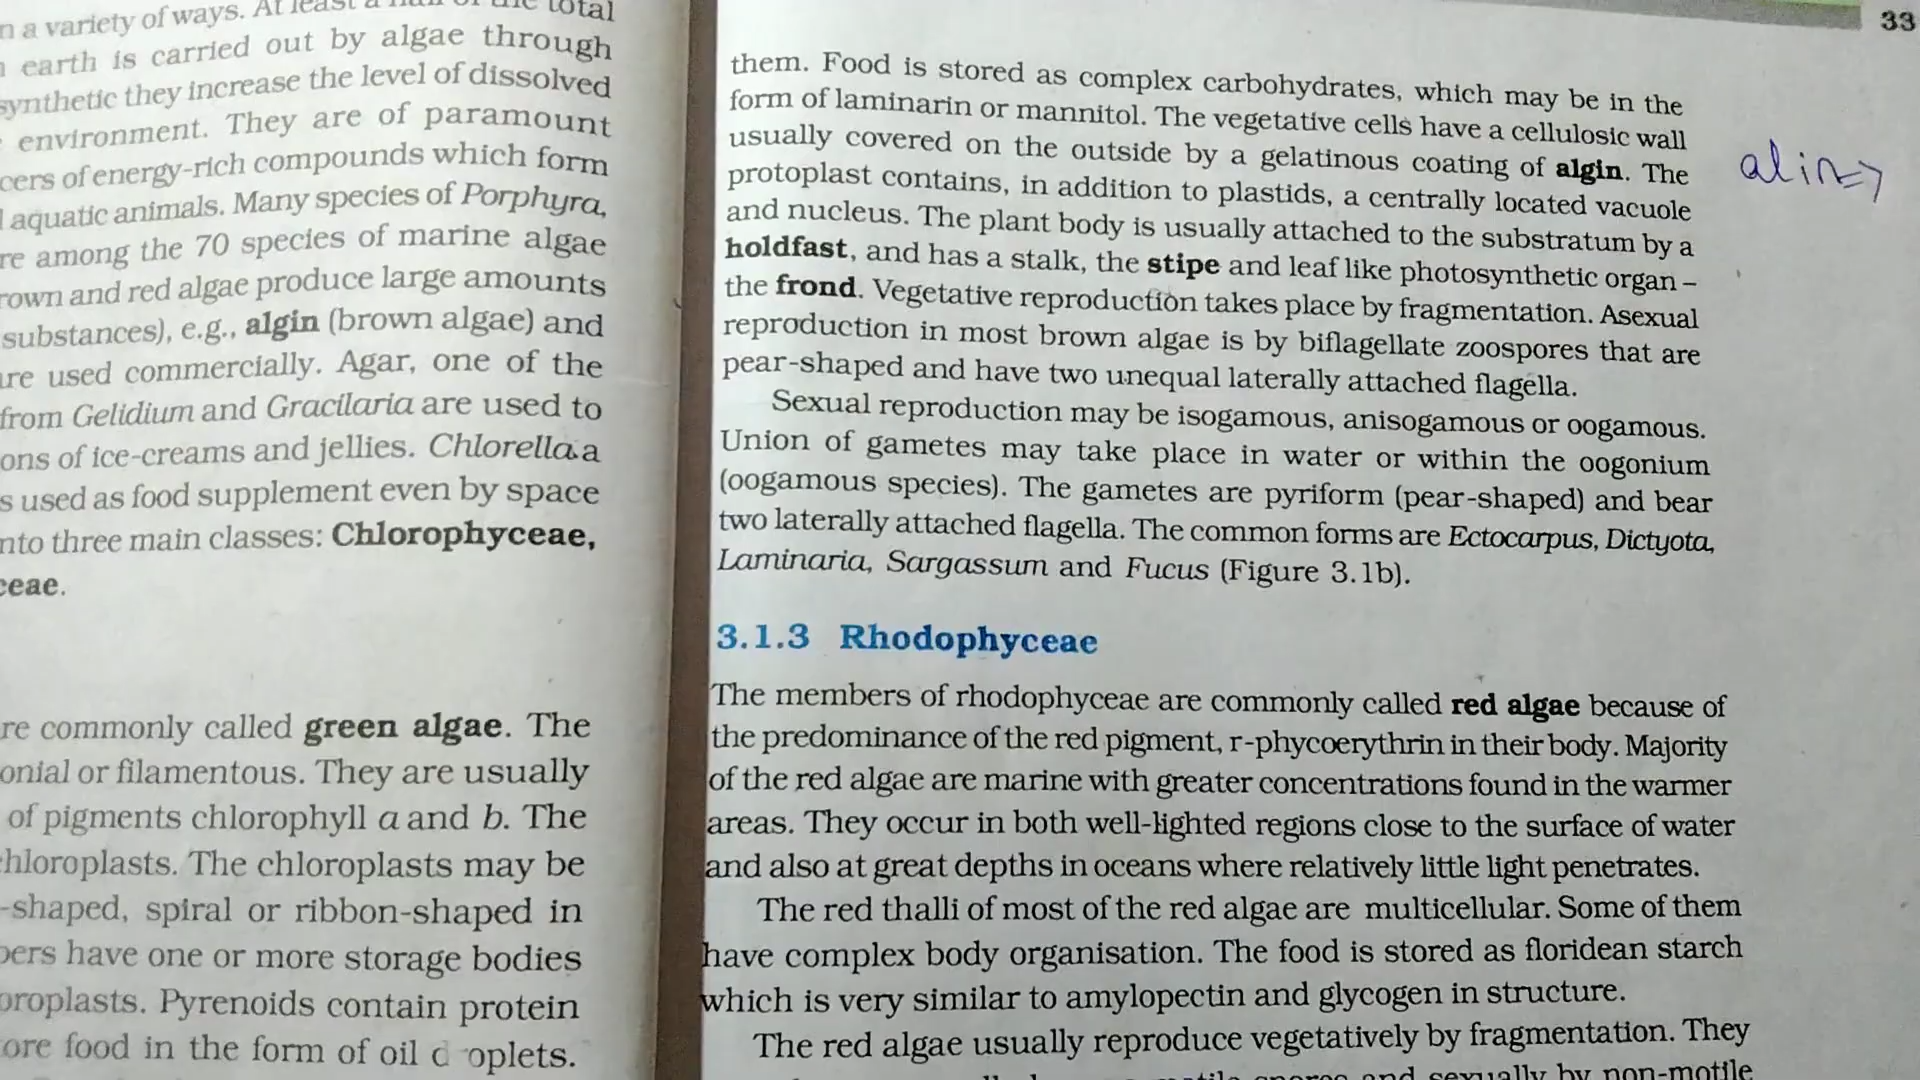 a variety of ways. At least a half of the total
earth is carried out by algae through
synthetic they increase the level of dissolved
environment. They are of paramount
cers of energy-rich compounds which form
aquatic animals. Many species of Porphyra,
re among the 70 species of marine algae
rown and red algae produce large amounts
substances), e.g., algin (brown algae) and
are used commercially. Agar, one of the
from Gelidium and Gracilaria are used to
ons of ice-creams and jellies. Chlorella a
s used as food supplement even by space
nto three main classes: Chlorophyceae,
ceae.
re commonly called green algae. The
onial or filamentous. They are usually
of pigments chlorophyll a and b. The
chloroplasts. The chloroplasts may be
-shaped, spiral or ribbon-shaped in
bers have one or more storage bodies
oroplasts. Pyrenoids contain protein
ore food in the form of oil d oplets.
33
them. Food is stored as complex carbohydrates, which may be in the
form of laminarin or mannitol. The vegetative cells have a cellulosic wall
usually covered on the outside by a gelatinous coating of algin. The
protoplast contains, in addition to plastids, a centrally located vacuole
and nucleus. The plant body is usually attached to the substratum by a
holdfast, and has a stalk, the stipe and leaf like photosynthetic organ –
the frond. Vegetative reproduction takes place by fragmentation. Asexual
reproduction in most brown algae is by biflagellate zoospores that are
pear-shaped and have two unequal laterally attached flagella.
Sexual reproduction may be isogamous, anisogamous or oogamous.
Union of gametes may take place in water or within the oogonium
(oogamous species). The gametes are pyriform (pear-shaped) and bear
two laterally attached flagella. The common forms are Ectocarpus, Dictyota,
Laminaria, Sargassum and Fucus (Figure 3.1b).
3.1.3 Rhodophyceae
The members of rhodophyceae are commonly called red algae because of
the predominance of the red pigment, r-phycoerythrin in their body. Majority
of the red algae are marine with greater concentrations found in the warmer
areas. They occur in both well-lighted regions close to the surface of water
and also at great depths in oceans where relatively little light penetrates.
The red thalli of most of the red algae are multicellular. Some of them
have complex body organisation. The food is stored as floridean starch
which is very similar to amylopectin and glycogen in structure.
The red algae usually reproduce vegetatively by fragmentation. They
spores and sexually by non-motile
alin=>